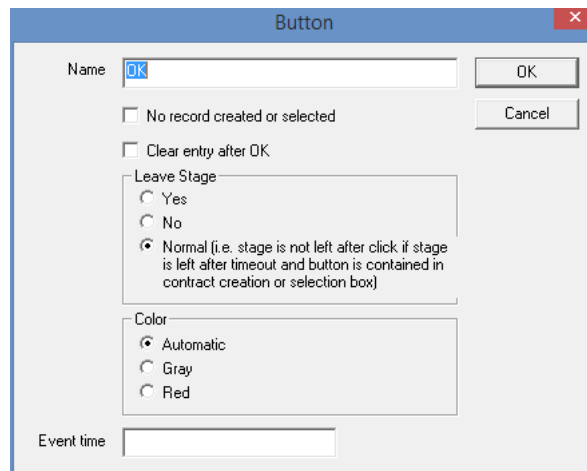 Button
Name
OK
OK
No record created or selected
Cancel
Clear entry after OK
Leave Stage
Yes
No
Normal (i.e. stage is not left after click if stage
is left after timeout and button is contained in
contract creation or selection box)
Color
Automatic
Gray
Red
Event time